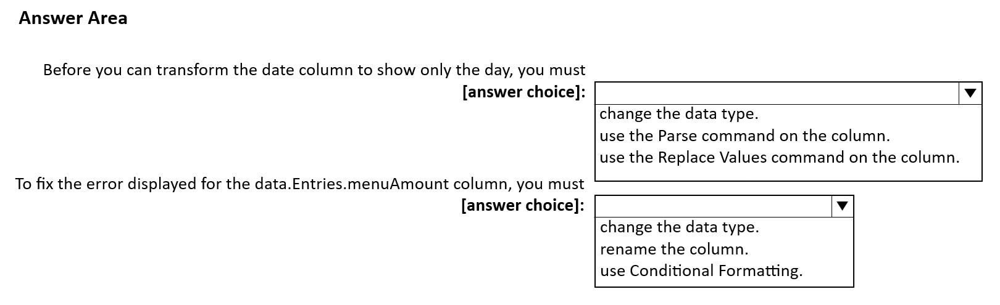 Answer Area
Before you can transform the date column to show only the day, you must
[answer choice]:
change the data type.
use the Parse command on the column.
use the Replace Values command on the column.
To fix the error displayed for the data.Entries.menuAmount column, you must
[answer choice]:
change the data type.
rename the column.
use Conditional Formatting.